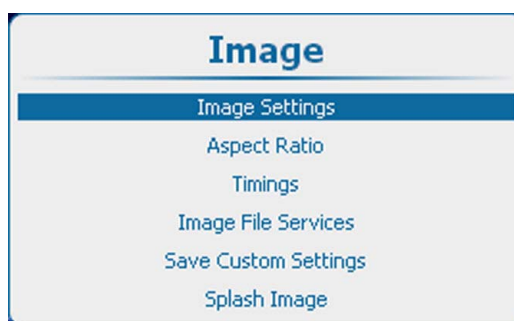 Image
Image Settings
Aspect Ratio
Timings
Image File Services
Save Custom Settings
Splash Image